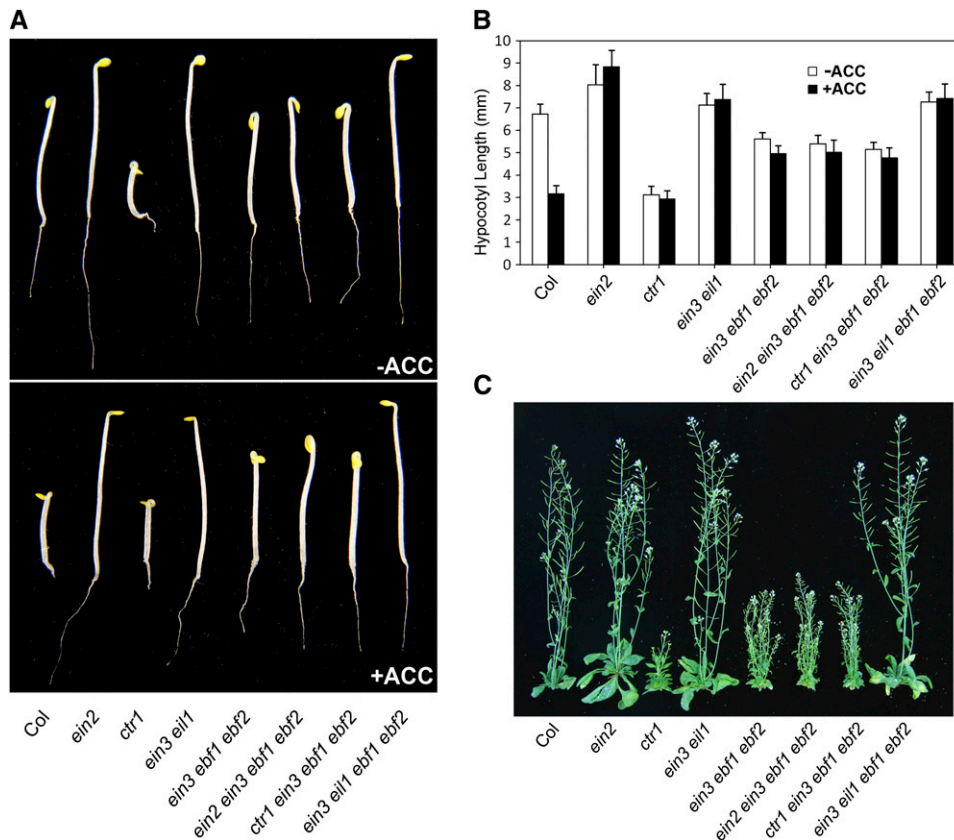 A
-ACC
+ACC
Col
ein2
ctr1
ein3 eil1
ein3 ebf1 ebf2
ein2 ein3 ebf1 ebf2
ctr1 ein3 ebf1 ebf2
ein3 eil1 ebf1 ebf2
B
Hypocotyl Length (mm)
10
9
8
7
6
5
4
3
2
1
0
-ACC
+ACC
Col
ein2
ctr1
ein3 eil1
ein3 ebf1 ebf2
ein2 ein3 ebf1 ebf2
ctr1 ein3 ebf1 ebf2
ein3 eil1 ebf1 ebf2
C
Col
ein2
ctr1
ein3 eil1
ein3 ebf1 ebf2
ein2 ein3 ebf1 ebf2
ctr1 ein3 ebf1 ebf2
ein3 eil1 ebf1 ebf2